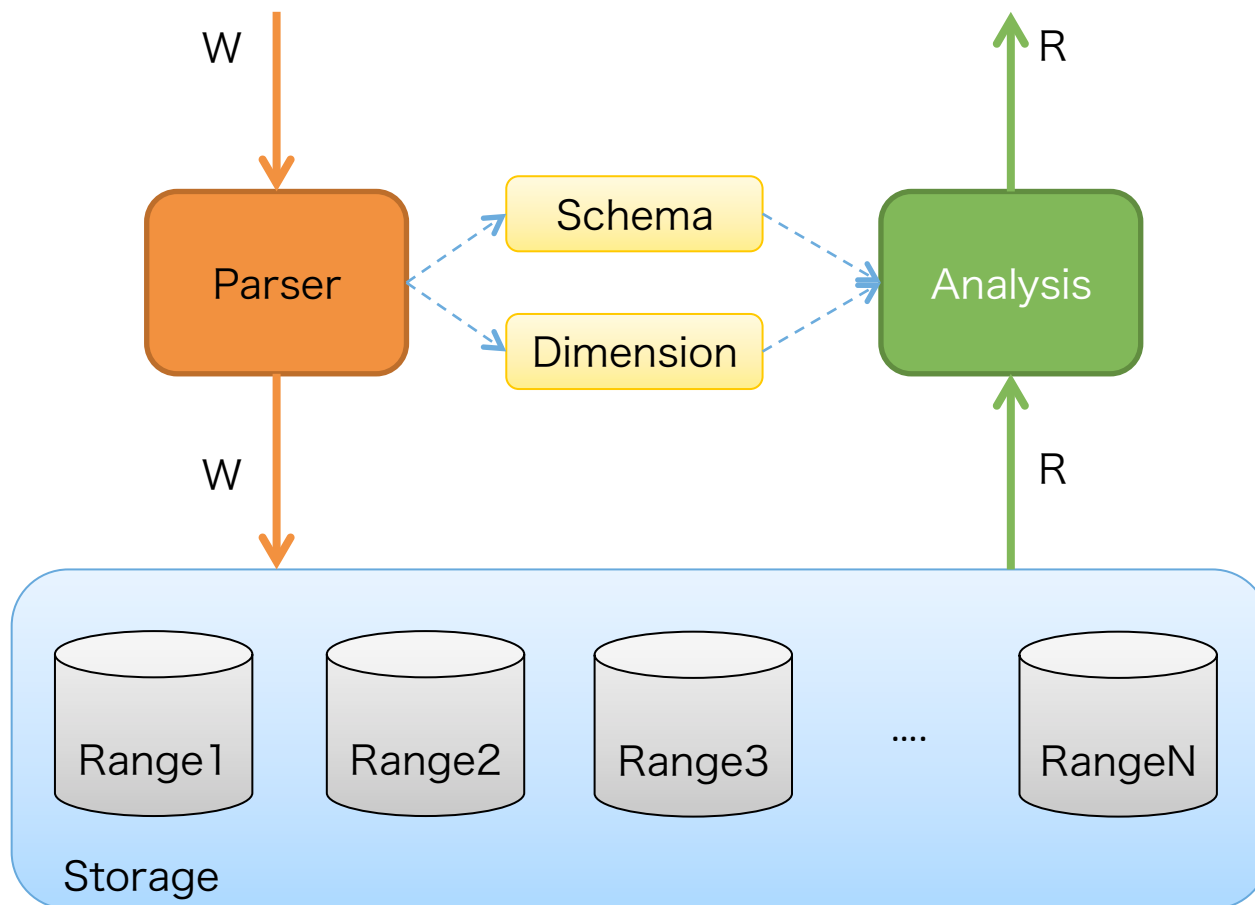 W
R
Schema
Parser
Analysis
Dimension
W
R
Range1
Range2
Range3
....
RangeN
Storage